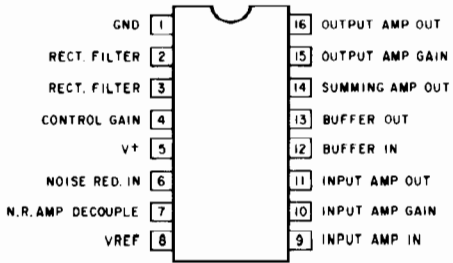 GND 1 16 OUTPUT AMP OUT
RECT. FILTER 2 15 OUTPUT AMP GAIN
RECT. FILTER 3 14 SUMMING AMP OUT
CONTROL GAIN 4 13 BUFFER OUT
V+ 5 12 BUFFER IN
NOISE RED. IN 6 11 INPUT AMP OUT
N.R. AMP DECOUPLE 7 10 INPUT AMP GAIN
VREF 8 9 INPUT AMP IN